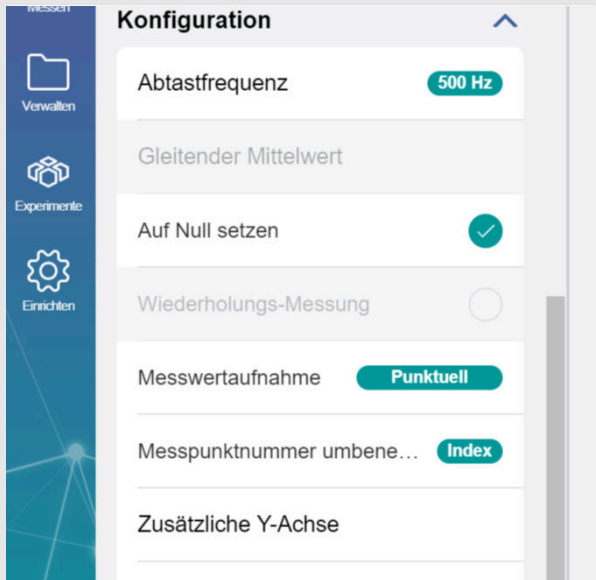 Messen
Konfiguration
Abtastfrequenz 500 Hz
Verwalten
Gleitender Mittelwert
Experimente
Auf Null setzen
Einrichten
Wiederholungs-Messung
Messwertaufnahme Punktuell
Messpunktnummer umbene... Index
Zusätzliche Y-Achse